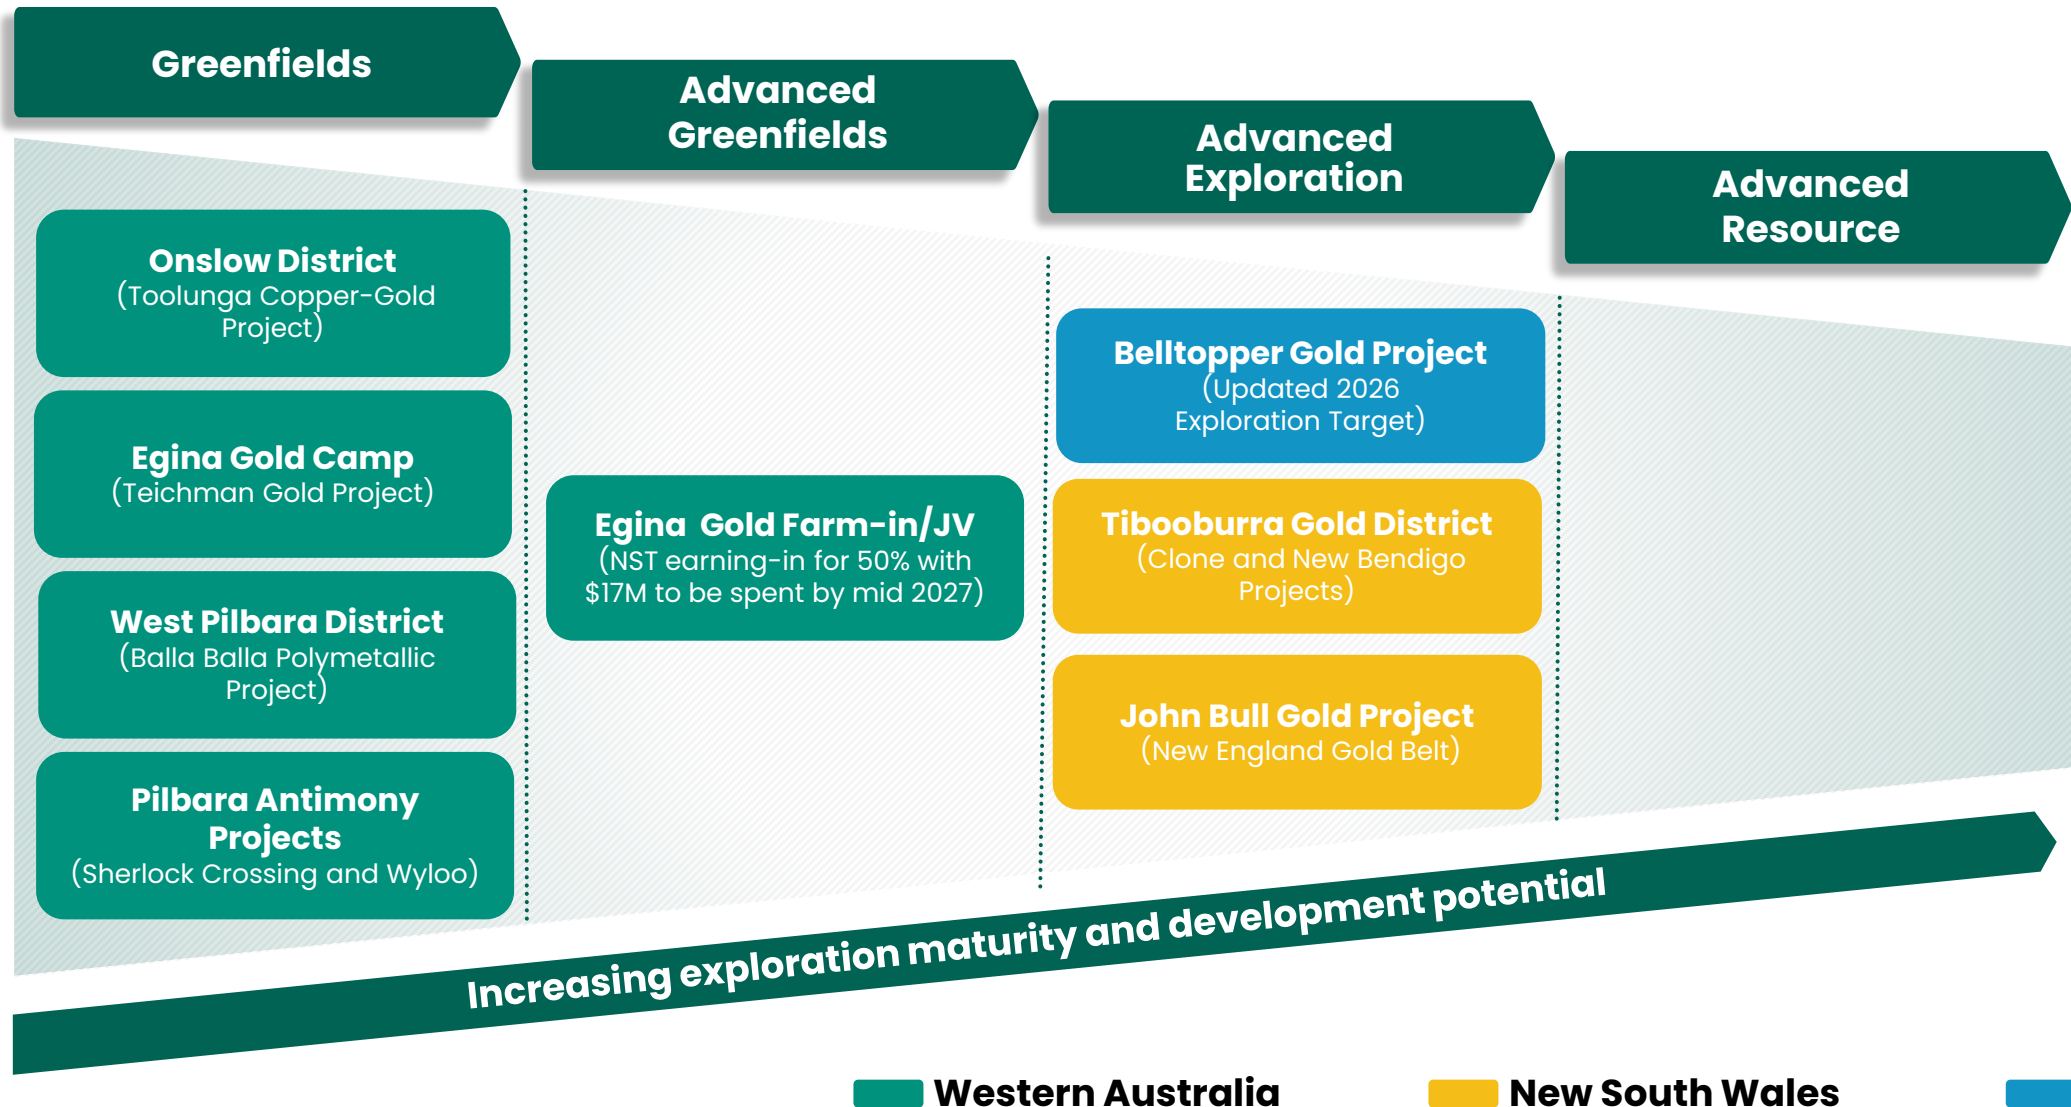 Greenfields
Advanced
Greenfields
Advanced
Exploration
Advanced
Resource
Onslow District
(Toolunga Copper-Gold
Project)
Egina Gold Camp
(Teichman Gold Project)
West Pilbara District
(Balla Balla Polymetallic
Project)
Pilbara Antimony
Projects
(Sherlock Crossing and Wyloo)
Egina Gold Farm-in/JV
(NST earning-in for 50% with
$17M to be spent by mid 2027)
Belltopper Gold Project
(Updated 2026
Exploration Target)
Tibooburra Gold District
(Clone and New Bendigo
Projects)
John Bull Gold Project
(New England Gold Belt)
Increasing exploration maturity and development potential
Western Australia
New South Wales